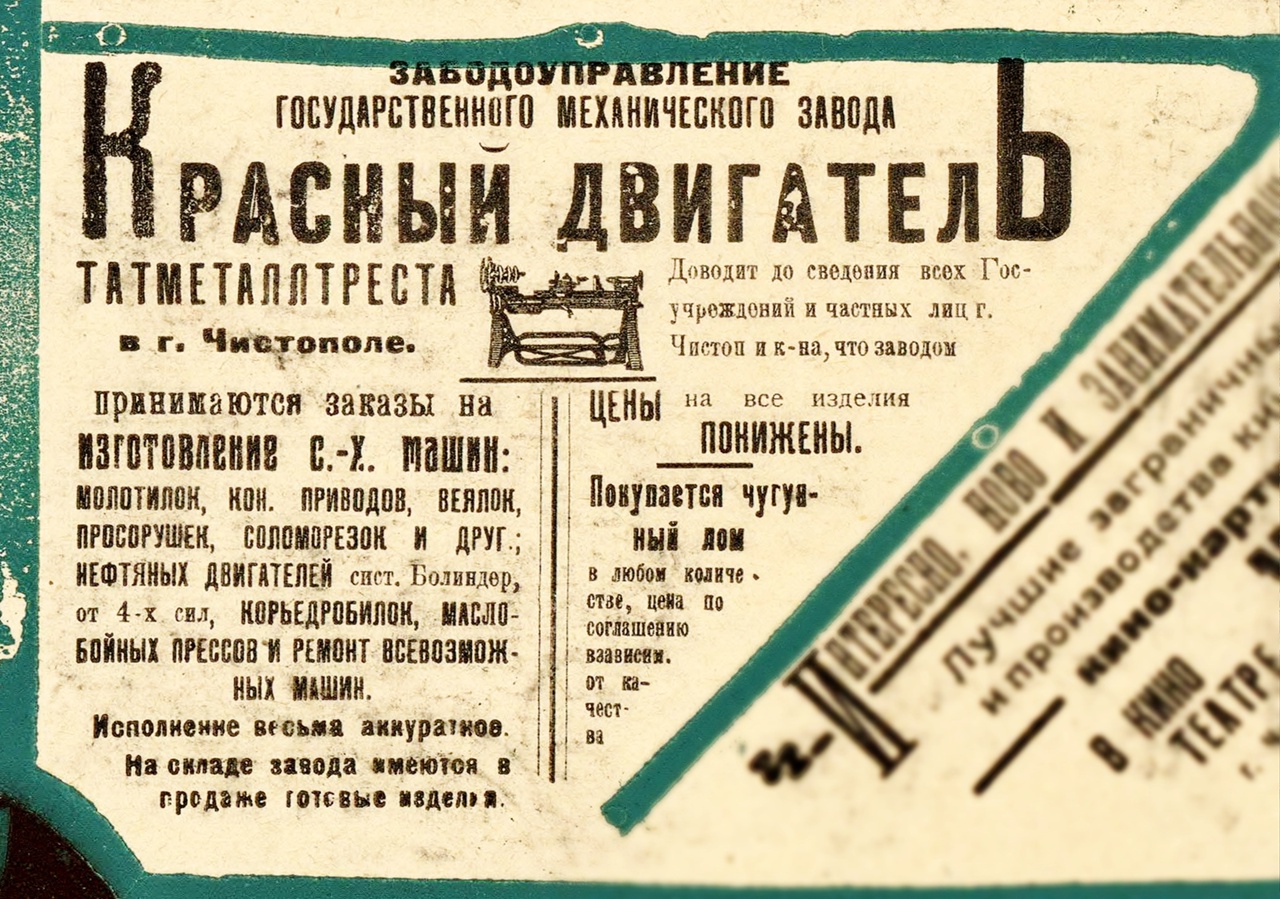 ЗАВОДОУПРАВЛЕНИЕ
ГОСУДАРСТВЕННОГО МЕХАНИЧЕСКОГО ЗАВОДА
КРАСНЫЙ ДВИГАТЕЛЬ
ТАТМЕТАЛЛТРЕСТА
в г. Чистополе.
Доводит до сведения всех Гос-
учреждений и частных лиц г.
Чистоп и к-на, что заводом
принимаются заказы на
изготовление с.-х. машин:
МОЛОТИЛОК, КОН. ПРИВОДОВ, ВЕЯЛОК,
ПРОСОРУШЕК, СОЛОМОРЕЗОК И ДРУГ.;
НЕФТЯНЫХ ДВИГАТЕЛЕЙ сист. Болиндер,
от 4-х сил, КОРЬЕДРОБИЛОК, МАСЛО-
БОЙНЫХ ПРЕССОВ И РЕМОНТ ВСЕВОЗМОЖ-
НЫХ МАШИН.
Исполнение весьма аккуратное.
На складе завода имеются в
продаже готовые изделия.
ЦЕНЫ на все изделия
ПОНИЖЕНЫ.
Покупается чугун-
ный лом
в любом количе
стве, цена по
соглашению
взависим.
от ка-
чест-
ва
ИНТЕРЕСНО, НОВО И ЗАНИМАТЕЛЬНО
Лучшие заграничны
и производства ки
кино-карти
В КИНО
ТЕАТРЕ
г.